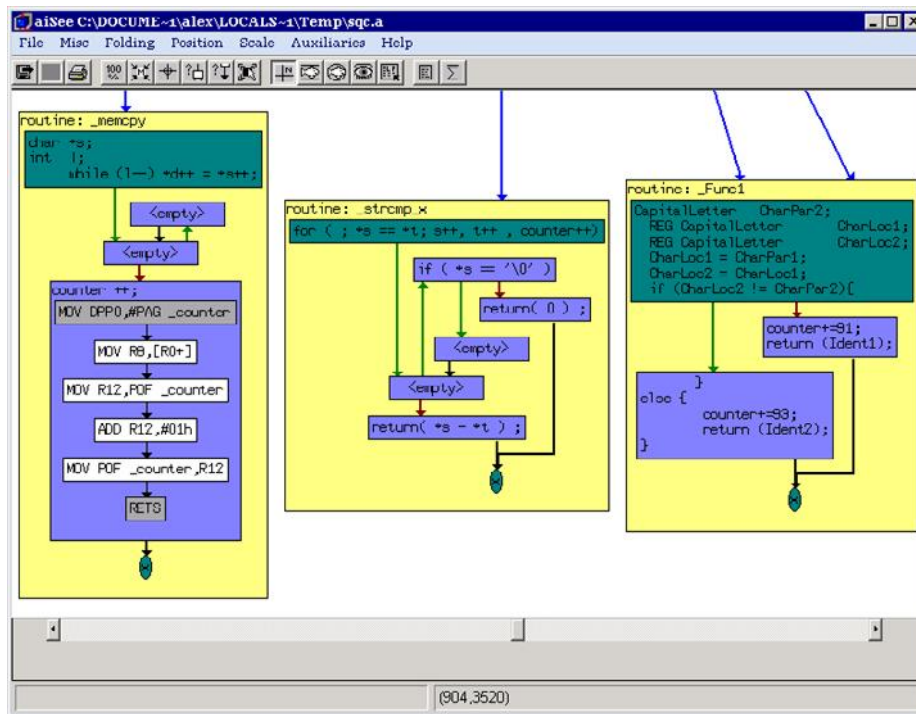 aiSee C:\DOCUME~1\alex\LOCALS~1\Temp\sqc.a
File Misc Folding Position Scale Auxiliaries Help
100 %
routine: _memcpy
char *s;
int l;
while (l--) *d++ = *s++;
<empty>
<empty>
counter ++;
MOV DPP0,#PAG _counter
MOV R8,[R0+]
MOV R12,POF _counter
ADD R12,#01h
MOV POF _counter,R12
RETS
routine: _strcmp_x
for ( ; *s == *t; s++, t++ , counter++)
if ( *s == '\0' )
return( 0 ) ;
<empty>
<empty>
return( *s - *t ) ;
routine: _Func1
CapitalLetter CharPar2;
REG CapitalLetter CharLoc1;
REG CapitalLetter CharLoc2;
CharLoc1 = CharPar1;
CharLoc2 = CharLoc1;
if (CharLoc2 != CharPar2){
counter+=91;
return (Ident1);
}
else {
counter+=93;
return (Ident2);
}
(904,3520)